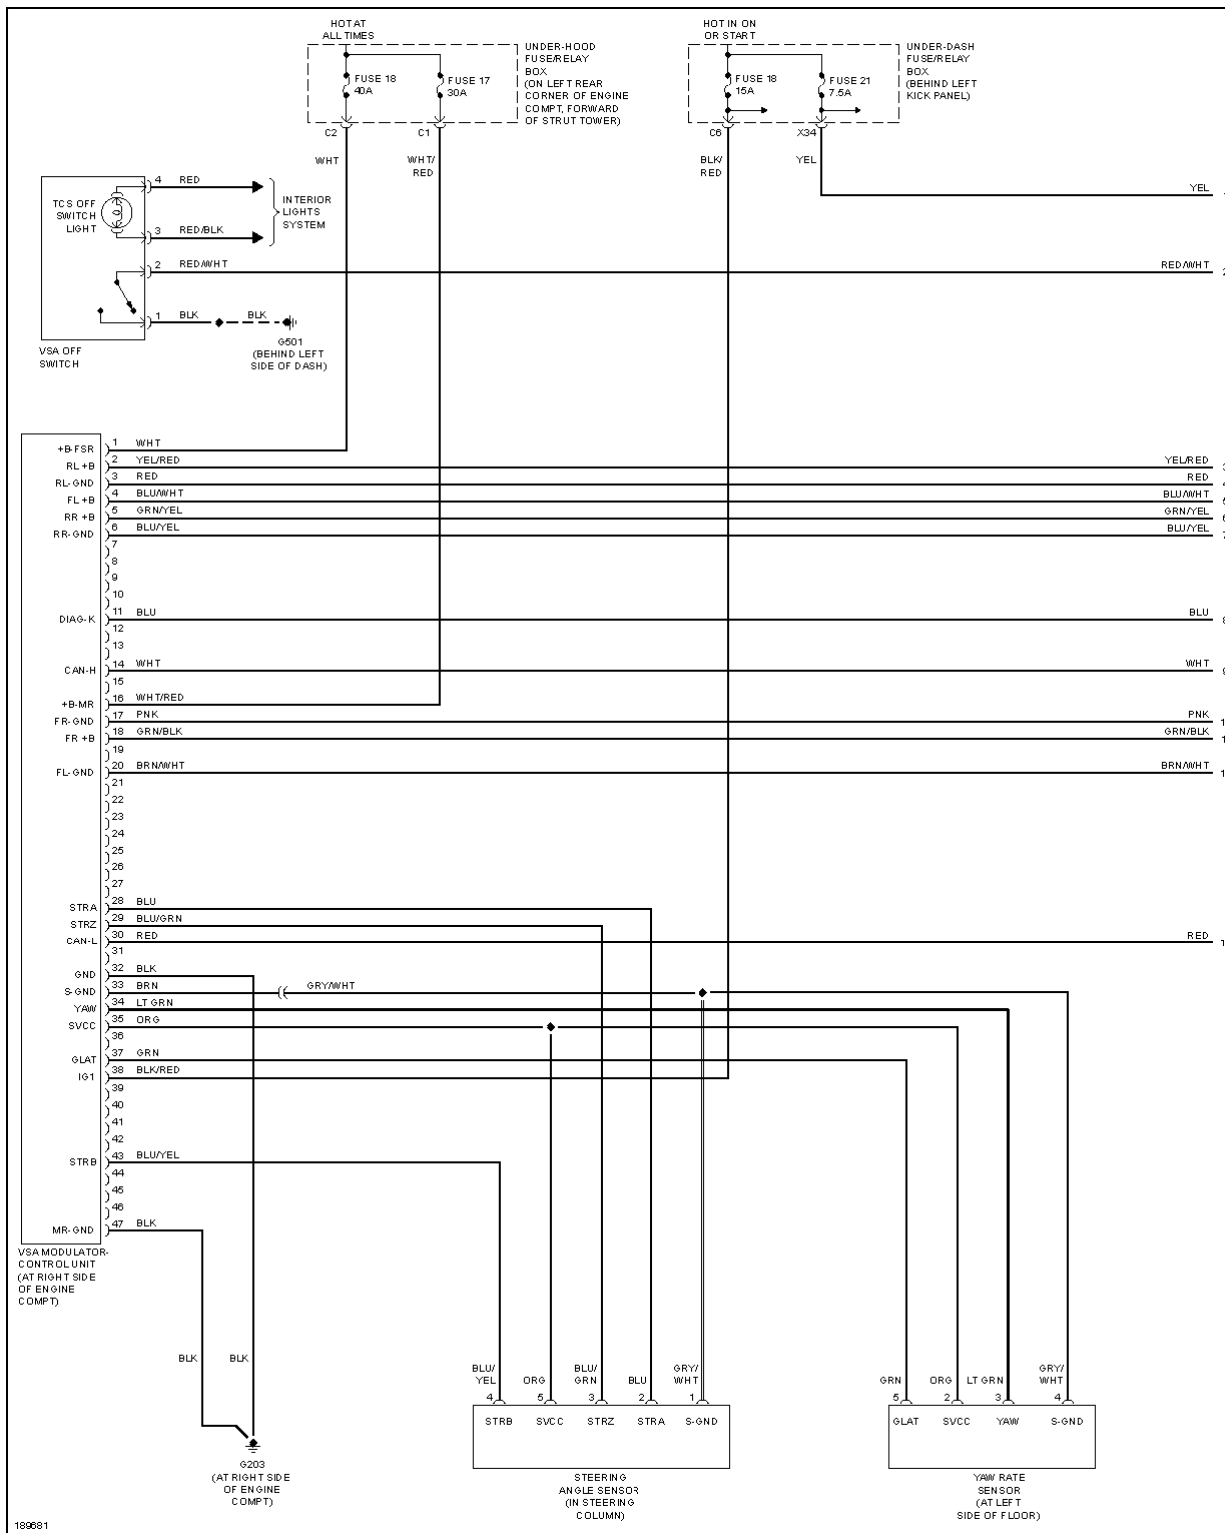 HOT AT
ALL TIMES
HOT IN ON
OR START
UNDER-HOOD
FUSE/RELAY
BOX
(ON LEFT REAR
CORNER OF ENGINE
COMPT, FORWARD
OF STRUT TOWER)
UNDER-DASH
FUSE/RELAY
BOX
(BEHIND LEFT
KICK PANEL)
FUSE 18
40A
FUSE 17
30A
FUSE 18
15A
FUSE 21
7.5A
C2
C1
C6
X34
WHT
WHT/
RED
BLK/
RED
YEL
YEL
TCS OFF
SWITCH
LIGHT
4 RED
3 RED/BLK
INTERIOR
LIGHTS
SYSTEM
2 RED/WHT
RED/WHT 2
1 BLK
BLK
G501
(BEHIND LEFT
SIDE OF DASH)
VSA OFF
SWITCH
+B-FSR 1 WHT
RL +B 2 YEL/RED YEL/RED 3
RL-GND 3 RED RED
FL +B 4 BLU/WHT BLU/WHT
RR +B 5 GRN/YEL GRN/YEL
RR-GND 6 BLU/YEL BLU/YEL 7
7
8
9
10
DIAG-K 11 BLU BLU
12
13
CAN-H 14 WHT WHT
15
+B-MR 16 WHT/RED
FR-GND 17 PNK PNK 1
FR +B 18 GRN/BLK GRN/BLK 1
19
FL-GND 20 BRN/WHT BRN/WHT 1
21
22
23
24
25
26
27
STRA 28 BLU
STRZ 29 BLU/GRN
CAN-L 30 RED RED 1
31
GND 32 BLK
S-GND 33 BRN GRY/WHT
YAW 34 LT GRN
SVCC 35 ORG
36
GLAT 37 GRN
IG1 38 BLK/RED
39
40
41
42
STRB 43 BLU/YEL
44
45
46
MR-GND 47 BLK
VSA MODULATOR-
CONTROL UNIT
(AT RIGHT SIDE
OF ENGINE
COMPT)
BLK
BLK
G203
(AT RIGHT SIDE
OF ENGINE
COMPT)
BLU/
YEL
ORG
BLU/
GRN
BLU
GRY/
WHT
4 5 3 2 1
STRB SVCC STRZ STRA S-GND
STEERING
ANGLE SENSOR
(IN STEERING
COLUMN)
GRN
ORG
LT GRN
GRY/
WHT
5 2 3 4
GLAT SVCC YAW S-GND
YAW RATE
SENSOR
(AT LEFT
SIDE OF FLOOR)
189681